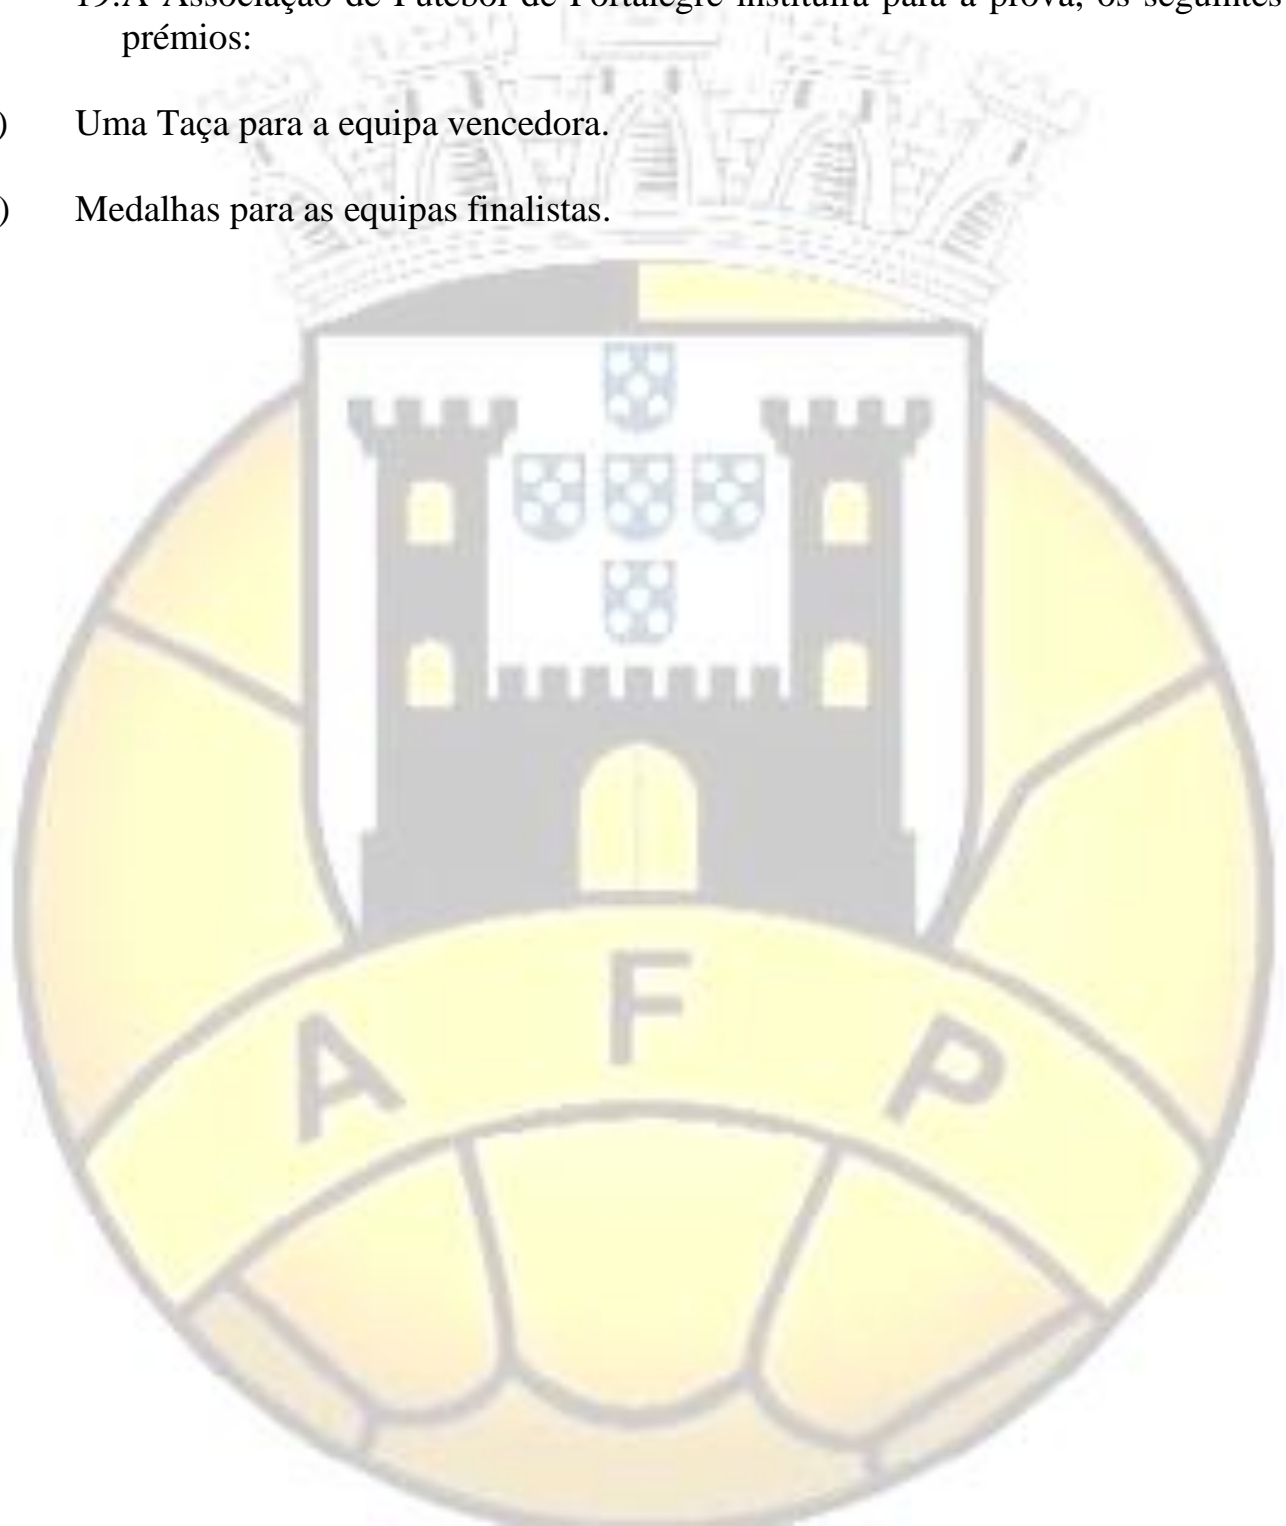 19.A Associação de Futebol de Portalegre instituirá para a prova, os seguintes
prémios:
) Uma Taça para a equipa vencedora.
) Medalhas para as equipas finalistas.
A F P